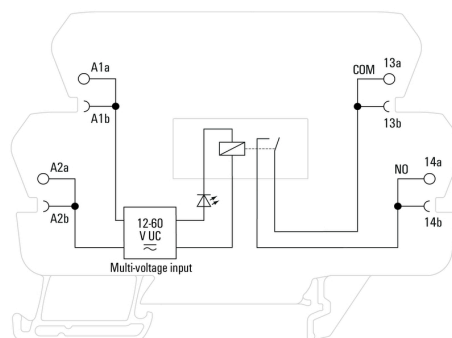 A1a
A1b
A2a
A2b
12-60
V UC
Multi-voltage input
COM
13a
13b
NO
14a
14b